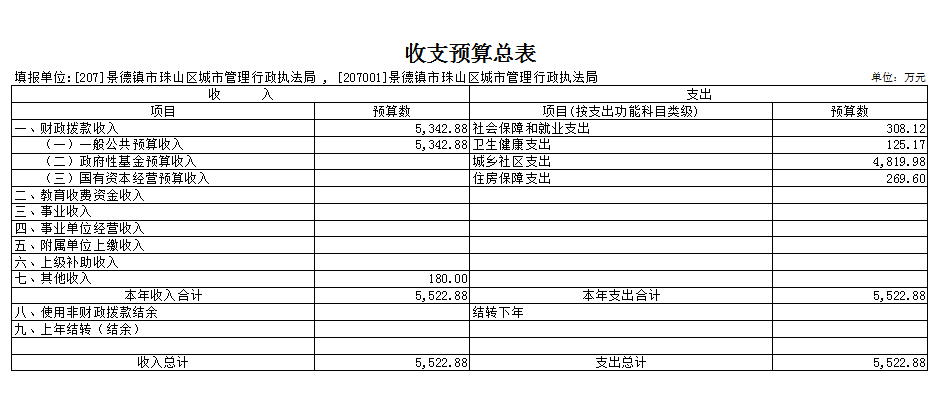 收支预算总表
填报单位:[207]景德镇市珠山区城市管理行政执法局 , [207001]景德镇市珠山区城市管理行政执法局 单位: 万元
收 入 支出
项目 预算数 项目(按支出功能科目类级) 预算数
一、财政拨款收入 5,342.88 社会保障和就业支出 308.12
（一）一般公共预算收入 5,342.88 卫生健康支出 125.17
（二）政府性基金预算收入 城乡社区支出 4,819.98
（三）国有资本经营预算收入 住房保障支出 269.60
二、教育收费资金收入
三、事业收入
四、事业单位经营收入
五、附属单位上缴收入
六、上级补助收入
七、其他收入 180.00
本年收入合计 5,522.88 本年支出合计 5,522.88
八、使用非财政拨款结余 结转下年
九、上年结转（结余）
收入总计 5,522.88 支出总计 5,522.88